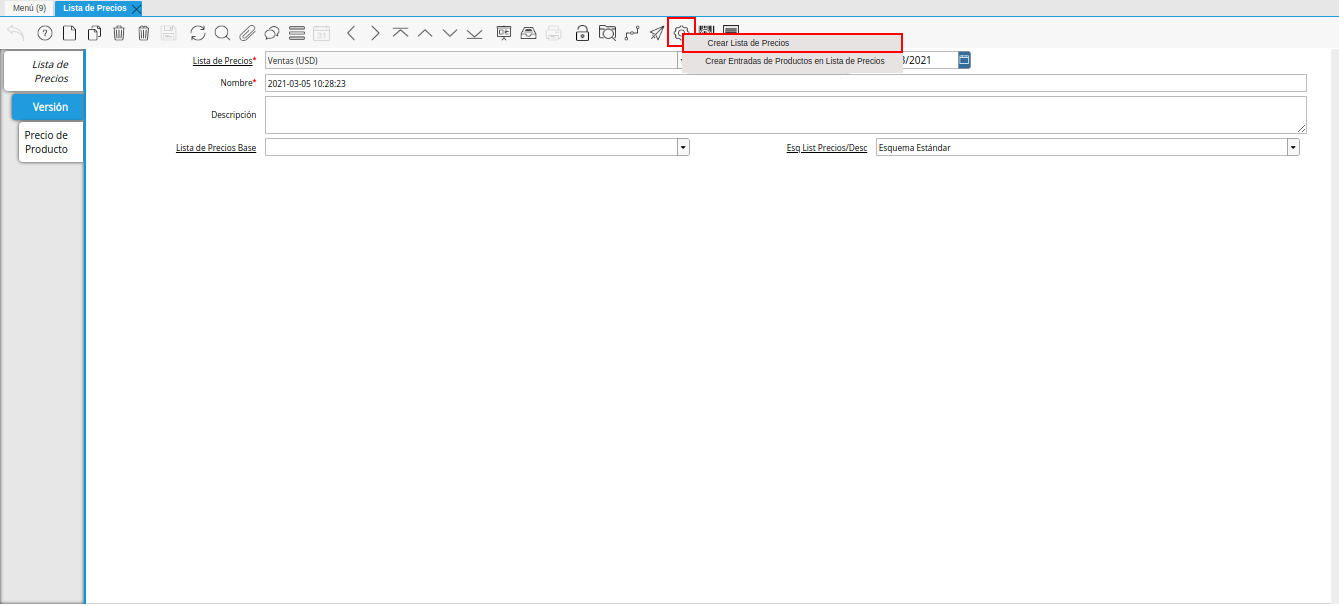 Menú (9)
Lista de Precios
Crear Lista de Precios
Crear Entradas de Productos en Lista de Precios
Lista de
Precios
Versión
Precio de
Producto
Lista de Precios* Ventas (USD) /2021
Nombre* 2021-03-05 10:28:23
Descripción
Lista de Precios Base
Esq List Precios/Desc Esquema Estándar